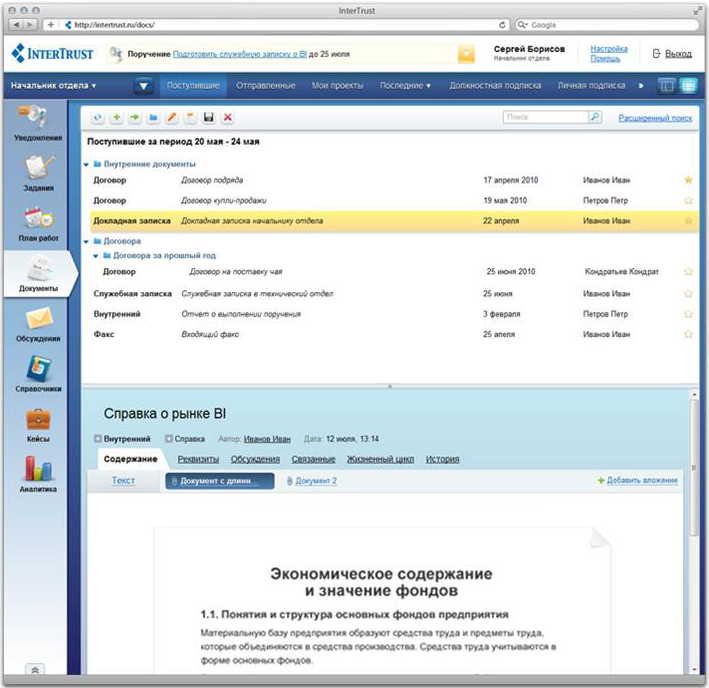 InterTrust
http://intertrust.ru/docs/
Google
INTERTRUST
Поручение Подготовить служебную записку о BI до 25 июля
Сергей Борисов
Начальник отдела
Настройка
Помощь
Выход
Начальник отдела
Поступившие Отправленные Мои проекты Последние Должностная подписка Личная подписка »
Уведомления
Задания
План работ
Документы
Обсуждения
Справочники
Кейсы
Аналитика
Поиск
Расширенный поиск
Поступившие за период 20 мая - 24 мая
Внутренние документы
Договор Договор подряда 17 апреля 2010 Иванов Иван
Договор Договор купли-продажи 19 мая 2010 Петров Петр
Докладная записка Докладная записка начальнику отдела 22 апреля Иванов Иван
Договора
Договора за прошлый год
Договор Договор на поставку чая 25 июня 2010 Кондратьев Кондрат
Служебная записка Служебная записка в технический отдел 25 июня Иванов Иван
Внутренний Отчет о выполнении поручения 3 февраля Петров Петр
Факс Входящий факс 25 апеля Иванов Иван
Справка о рынке BI
Внутренний Справка Автор: Иванов Иван Дата: 12 июля, 13:14
Содержание Реквизиты Обсуждения Связанные Жизненный цикл История
Текст Документ с длинн... Документ 2 Добавить вложение
Экономическое содержание
и значение фондов
1.1. Понятия и структура основных фондов предприятия
Материальную базу предприятия образуют средства труда и предметы труда,
которые объединяются в средства производства. Средства труда учитываются в
форме основных фондов.